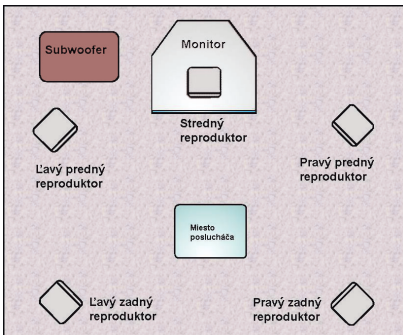 Subwoofer
Monitor
Stredný
reproduktor
Ľavý predný
reproduktor
Pravý predný
reproduktor
Miesto
poslucháča
Ľavý zadný
reproduktor
Pravý zadný
reproduktor